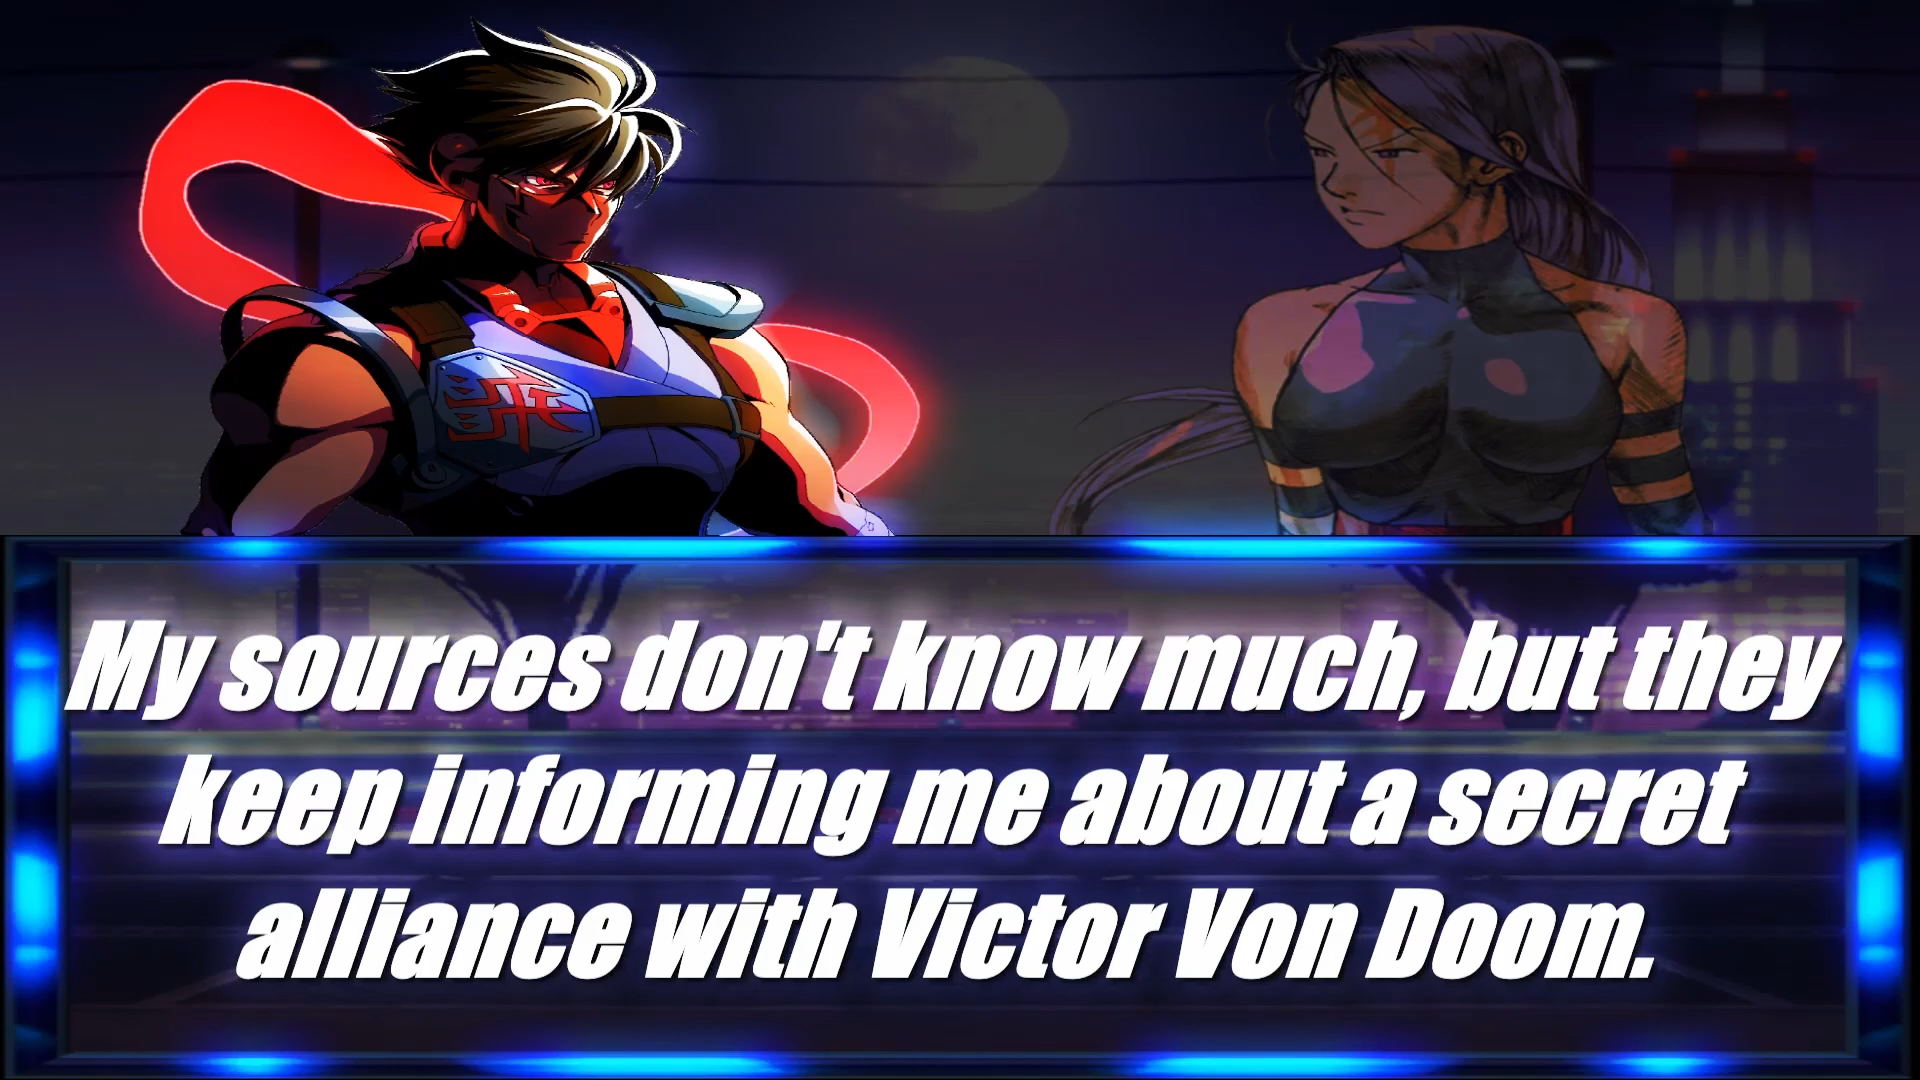 My sources don't know much, but they
keep informing me about a secret
alliance with Victor Von Doom.